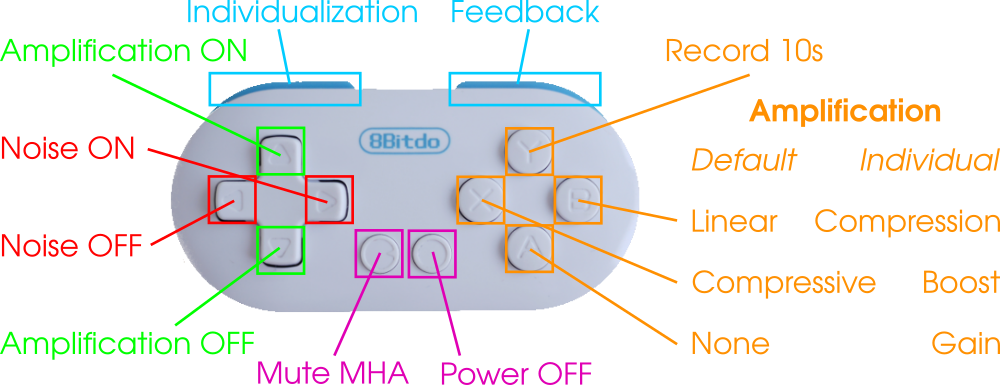 Individualization Feedback
Amplification ON Record 10s
Amplification
8Bitdo
Y
Noise ON Default Individual
X B
Linear Compression
Noise OFF
A
Compressive Boost
Amplification OFF None Gain
Mute MHA Power OFF